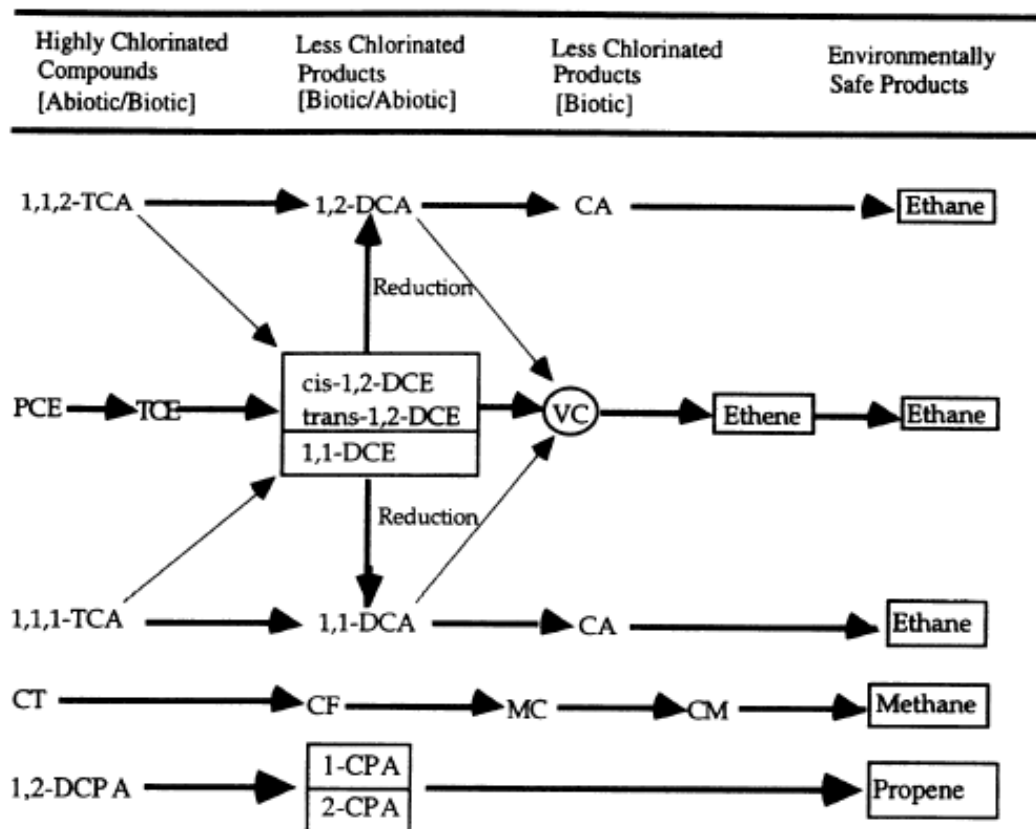 Highly Chlorinated
Compounds
[Abiotic/Biotic]
Less Chlorinated
Products
[Biotic/Abiotic]
Less Chlorinated
Products
[Biotic]
Environmentally
Safe Products
1,1,2-TCA
1,2-DCA
CA
Ethane
Reduction
cis-1,2-DCE
PCE
TCE
trans-1,2-DCE
VC
Ethene
Ethane
1,1-DCE
Reduction
1,1,1-TCA
1,1-DCA
CA
Ethane
CT
CF
MC
CM
Methane
1,2-DCPA
1-CPA
2-CPA
Propene